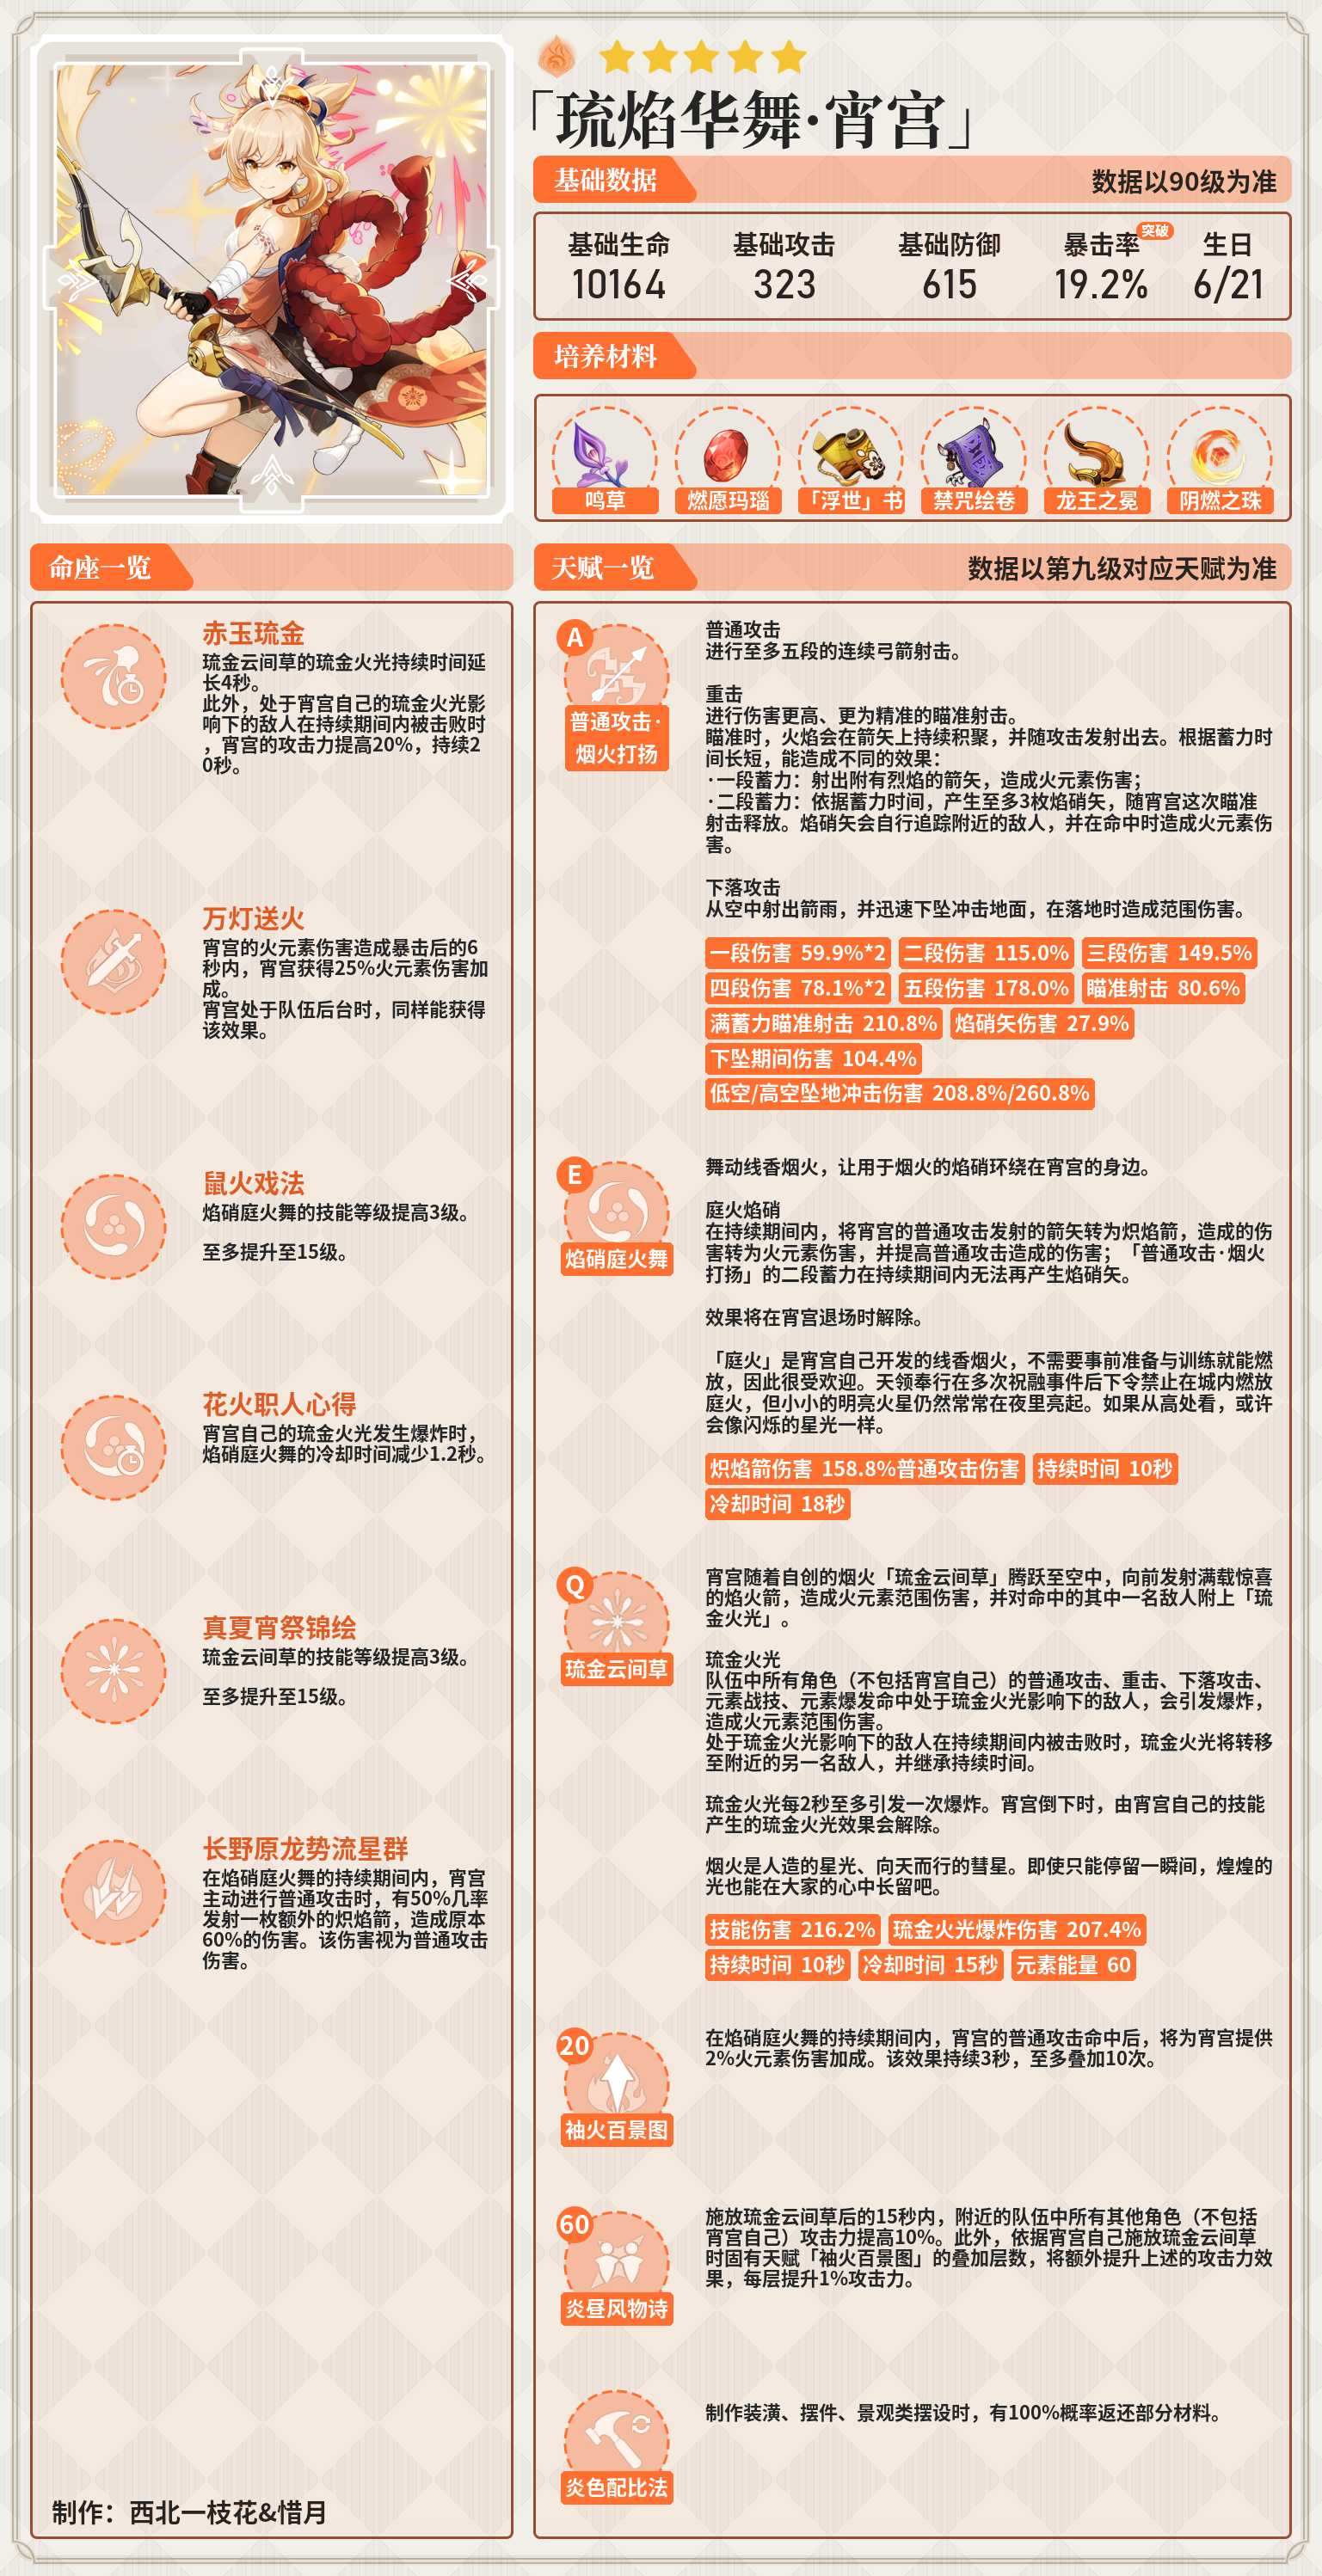 「琉焰华舞·宵宫」
基础数据
数据以90级为准
基础生命 基础攻击 基础防御 暴击率 突破 生日
10164 323 615 19.2% 6/21
培养材料
鸣草 燃愿玛瑙 「浮世」书 禁咒绘卷 龙王之冕 阴燃之珠
命座一览
赤玉琉金
琉金云间草的琉金火光持续时间延
长4秒。
此外，处于宵宫自己的琉金火光影
响下的敌人在持续期间内被击败时
，宵宫的攻击力提高20%，持续2
0秒。
万灯送火
宵宫的火元素伤害造成暴击后的6
秒内，宵宫获得25%火元素伤害加
成。
宵宫处于队伍后台时，同样能获得
该效果。
鼠火戏法
焰硝庭火舞的技能等级提高3级。
至多提升至15级。
花火职人心得
宵宫自己的琉金火光发生爆炸时，
焰硝庭火舞的冷却时间减少1.2秒。
真夏宵祭锦绘
琉金云间草的技能等级提高3级。
至多提升至15级。
长野原龙势流星群
在焰硝庭火舞的持续期间内，宵宫
主动进行普通攻击时，有50%几率
发射一枚额外的炽焰箭，造成原本
60%的伤害。该伤害视为普通攻击
伤害。
制作：西北一枝花&惜月
天赋一览
数据以第九级对应天赋为准
A
普通攻击·
烟火打扬
普通攻击
进行至多五段的连续弓箭射击。
重击
进行伤害更高、更为精准的瞄准射击。
瞄准时，火焰会在箭矢上持续积聚，并随攻击发射出去。根据蓄力时
间长短，能造成不同的效果：
·一段蓄力：射出附有烈焰的箭矢，造成火元素伤害；
·二段蓄力：依据蓄力时间，产生至多3枚焰硝矢，随宵宫这次瞄准
射击释放。焰硝矢会自行追踪附近的敌人，并在命中时造成火元素伤
害。
下落攻击
从空中射出箭雨，并迅速下坠冲击地面，在落地时造成范围伤害。
一段伤害 59.9%*2 二段伤害 115.0% 三段伤害 149.5%
四段伤害 78.1%*2 五段伤害 178.0% 瞄准射击 80.6%
满蓄力瞄准射击 210.8% 焰硝矢伤害 27.9%
下坠期间伤害 104.4%
低空/高空坠地冲击伤害 208.8%/260.8%
E
焰硝庭火舞
舞动线香烟火，让用于烟火的焰硝环绕在宵宫的身边。
庭火焰硝
在持续期间内，将宵宫的普通攻击发射的箭矢转为炽焰箭，造成的伤
害转为火元素伤害，并提高普通攻击造成的伤害；「普通攻击·烟火
打扬」的二段蓄力在持续期间内无法再产生焰硝矢。
效果将在宵宫退场时解除。
「庭火」是宵宫自己开发的线香烟火，不需要事前准备与训练就能燃
放，因此很受欢迎。天领奉行在多次祝融事件后下令禁止在城内燃放
庭火，但小小的明亮火星仍然常常在夜里亮起。如果从高处看，或许
会像闪烁的星光一样。
炽焰箭伤害 158.8%普通攻击伤害 持续时间 10秒
冷却时间 18秒
Q
琉金云间草
宵宫随着自创的烟火「琉金云间草」腾跃至空中，向前发射满载惊喜
的焰火箭，造成火元素范围伤害，并对命中的其中一名敌人附上「琉
金火光」。
琉金火光
队伍中所有角色（不包括宵宫自己）的普通攻击、重击、下落攻击、
元素战技、元素爆发命中处于琉金火光影响下的敌人，会引发爆炸，
造成火元素范围伤害。
处于琉金火光影响下的敌人在持续期间内被击败时，琉金火光将转移
至附近的另一名敌人，并继承持续时间。
琉金火光每2秒至多引发一次爆炸。宵宫倒下时，由宵宫自己的技能
产生的琉金火光效果会解除。
烟火是人造的星光、向天而行的彗星。即使只能停留一瞬间，煌煌的
光也能在大家的心中长留吧。
技能伤害 216.2% 琉金火光爆炸伤害 207.4%
持续时间 10秒 冷却时间 15秒 元素能量 60
20
袖火百景图
在焰硝庭火舞的持续期间内，宵宫的普通攻击命中后，将为宵宫提供
2%火元素伤害加成。该效果持续3秒，至多叠加10次。
60
炎昼风物诗
施放琉金云间草后的15秒内，附近的队伍中所有其他角色（不包括
宵宫自己）攻击力提高10%。此外，依据宵宫自己施放琉金云间草
时固有天赋「袖火百景图」的叠加层数，将额外提升上述的攻击力效
果，每层提升1%攻击力。
炎色配比法
制作装潢、摆件、景观类摆设时，有100%概率返还部分材料。